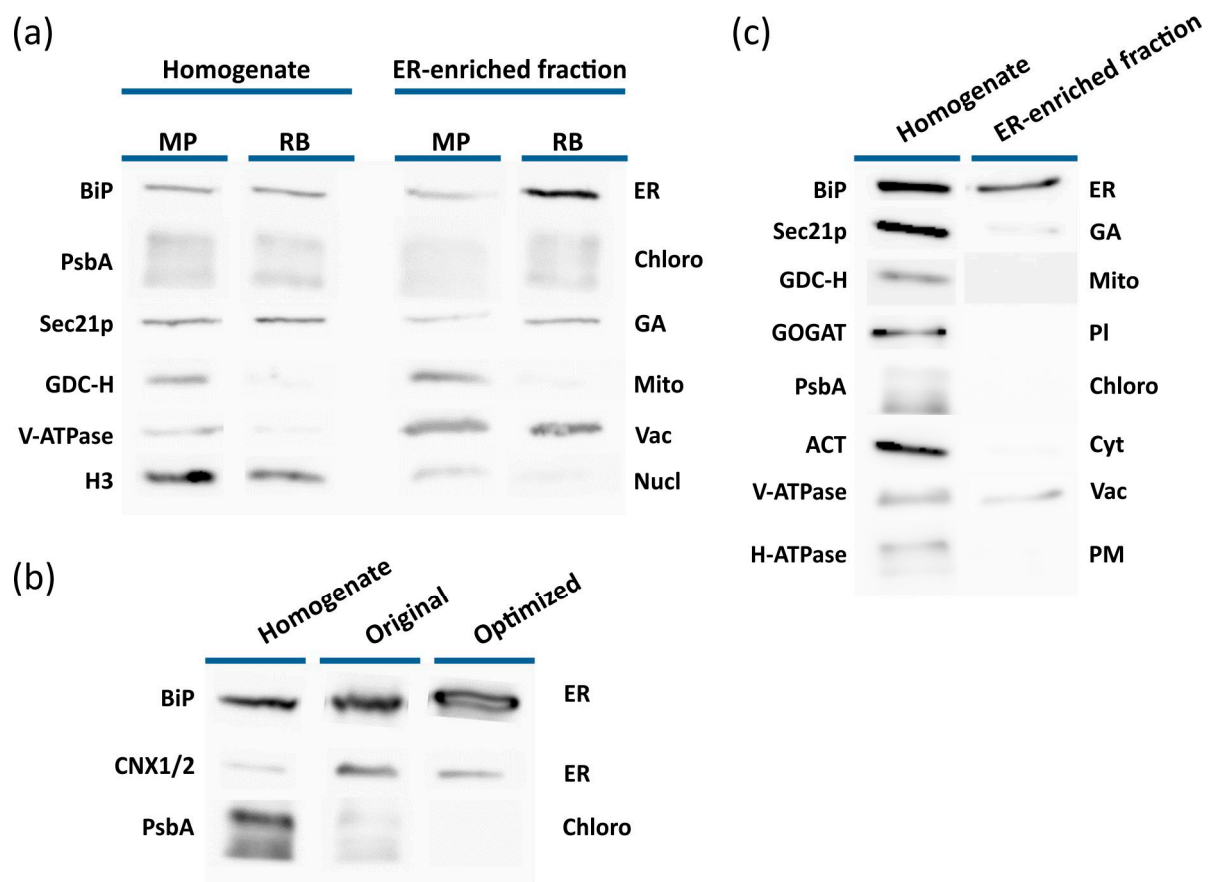 (a)
Homogenate ER-enriched fraction
MP RB MP RB
BiP ER
PsbA Chloro
Sec21p GA
GDC-H Mito
V-ATPase Vac
H3 Nucl
(b)
Homogenate Original Optimized
BiP ER
CNX1/2 ER
PsbA Chloro
(c)
Homogenate ER-enriched fraction
BiP ER
Sec21p GA
GDC-H Mito
GOGAT Pl
PsbA Chloro
ACT Cyt
V-ATPase Vac
H-ATPase PM